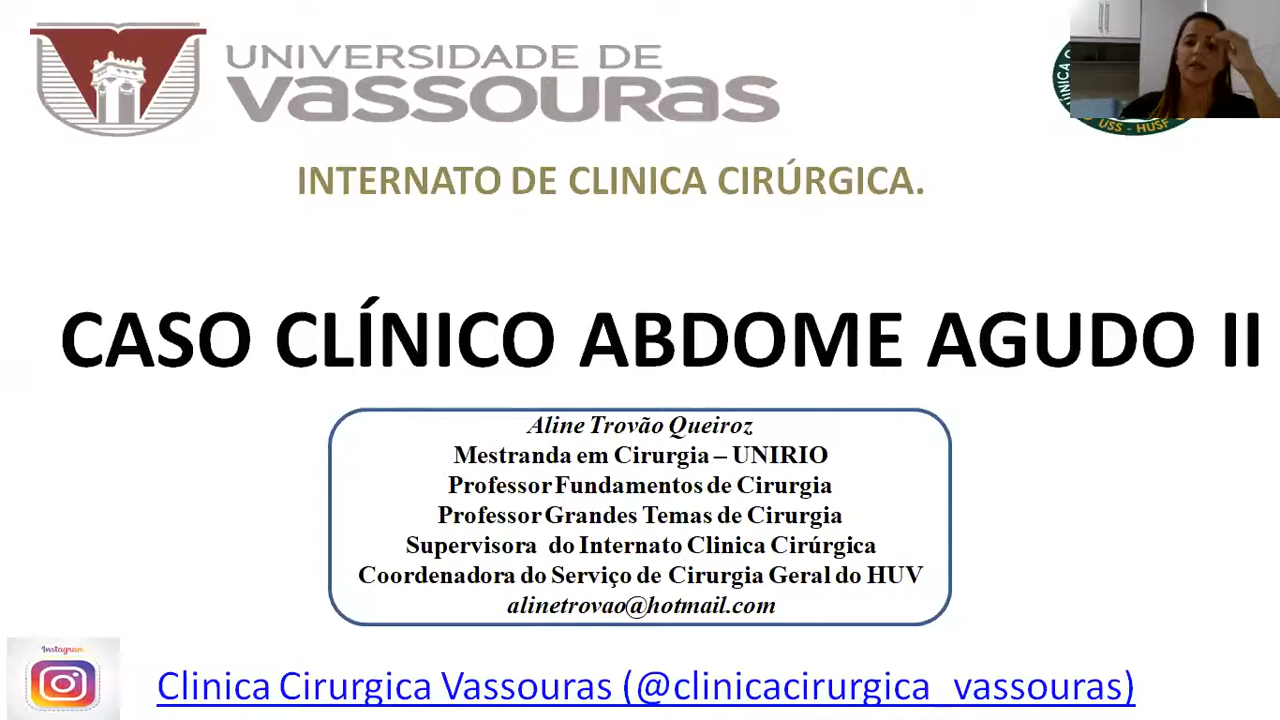 UNIVERSIDADE DE
VASSOURAS
USS - HUSF
INTERNATO DE CLINICA CIRÚRGICA.
CASO CLÍNICO ABDOME AGUDO II
Aline Trovão Queiroz
Mestranda em Cirurgia – UNIRIO
Professor Fundamentos de Cirurgia
Professor Grandes Temas de Cirurgia
Supervisora do Internato Clinica Cirúrgica
Coordenadora do Serviço de Cirurgia Geral do HUV
alinetrovao@hotmail.com
Instagram
Clinica Cirurgica Vassouras (@clinicacirurgica_vassouras)